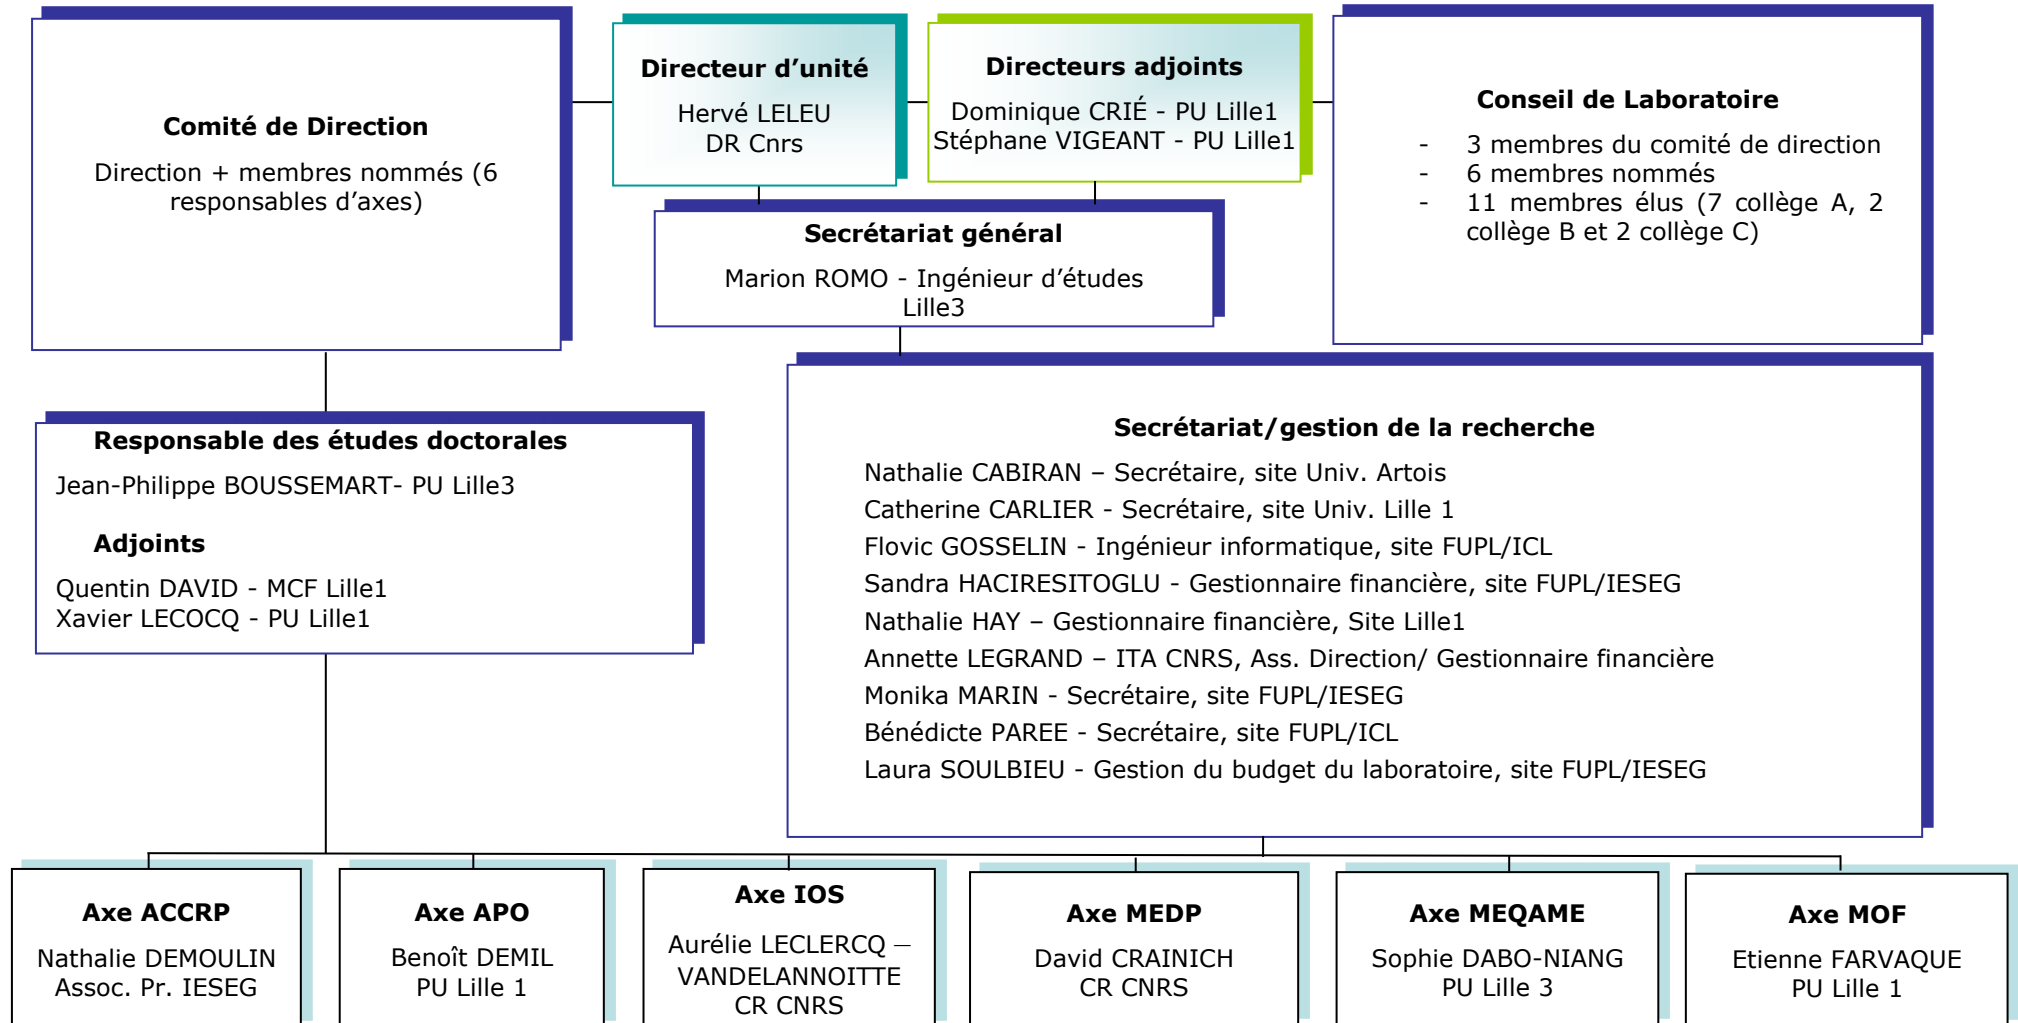 Comité de Direction
Direction + membres nommés (6
responsables d'axes)
Directeur d'unité
Hervé LELEU
DR Cnrs
Directeurs adjoints
Dominique CRIÉ - PU Lille1
Stéphane VIGEANT - PU Lille1
Conseil de Laboratoire
- 3 membres du comité de direction
- 6 membres nommés
- 11 membres élus (7 collège A, 2
collège B et 2 collège C)
Secrétariat général
Marion ROMO - Ingénieur d'études
Lille3
Responsable des études doctorales
Jean-Philippe BOUSSEMART- PU Lille3
Adjoints
Quentin DAVID - MCF Lille1
Xavier LECOCQ - PU Lille1
Secrétariat/gestion de la recherche
Nathalie CABIRAN – Secrétaire, site Univ. Artois
Catherine CARLIER - Secrétaire, site Univ. Lille 1
Flovic GOSSELIN - Ingénieur informatique, site FUPL/ICL
Sandra HACIRESITOGLU - Gestionnaire financière, site FUPL/IESEG
Nathalie HAY – Gestionnaire financière, Site Lille1
Annette LEGRAND – ITA CNRS, Ass. Direction/ Gestionnaire financière
Monika MARIN - Secrétaire, site FUPL/IESEG
Bénédicte PAREE - Secrétaire, site FUPL/ICL
Laura SOULBIEU - Gestion du budget du laboratoire, site FUPL/IESEG
Axe ACCRP
Nathalie DEMOULIN
Assoc. Pr. IESEG
Axe APO
Benoît DEMIL
PU Lille 1
Axe IOS
Aurélie LECLERCQ –
VANDELANNOITTE
CR CNRS
Axe MEDP
David CRAINICH
CR CNRS
Axe MEQAME
Sophie DABO-NIANG
PU Lille 3
Axe MOF
Etienne FARVAQUE
PU Lille 1